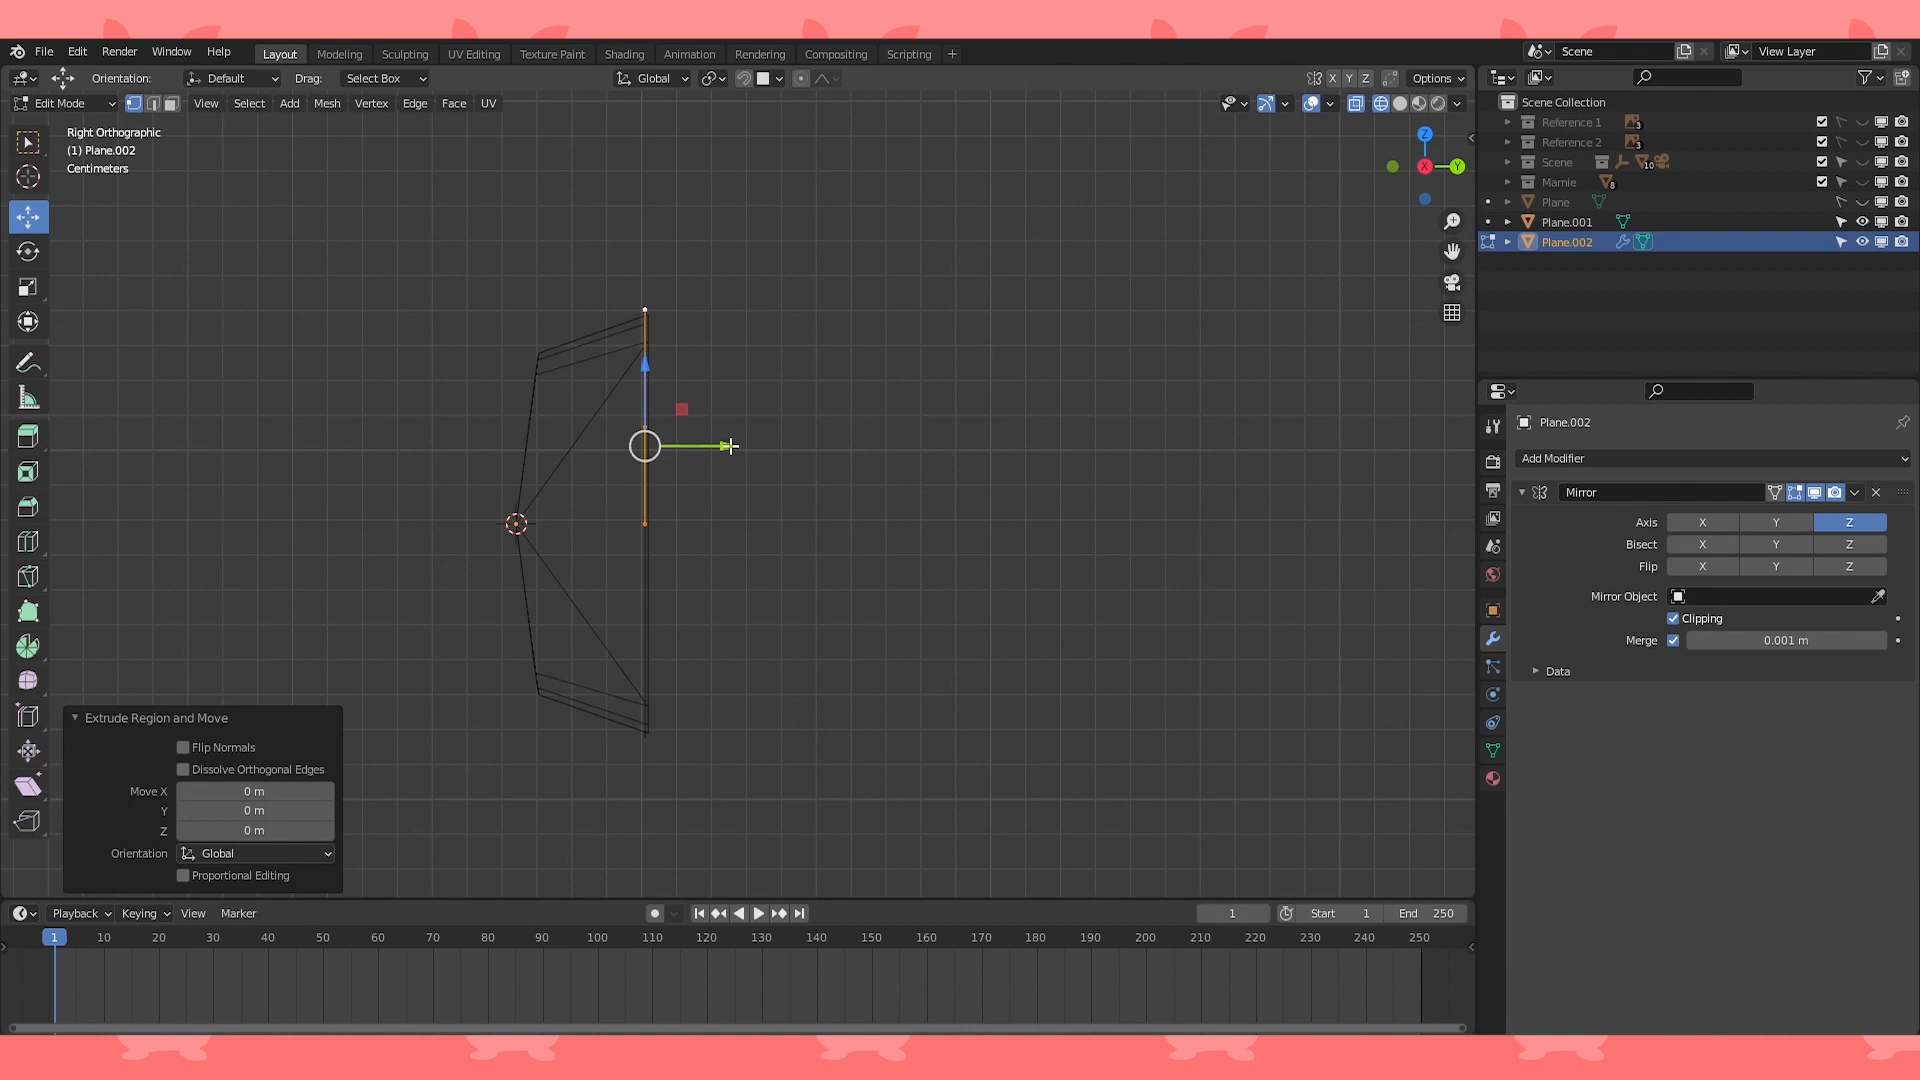 File Edit Render Window Help Layout Modeling Sculpting UV Editing Texture Paint Shading Animation Rendering Compositing Scripting + Scene View Layer
Orientation: Default Drag: Select Box Global X Y Z Options
Edit Mode View Select Add Mesh Vertex Edge Face UV
Right Orthographic
(1) Plane.002
Centimeters
Z
X
Y
Scene Collection
Reference 1 3
Reference 2 3
Scene 10
Marnie 8
Plane
Plane.001
Plane.002
Plane.002
Add Modifier
Mirror
Axis X Y Z
Bisect X Y Z
Flip X Y Z
Mirror Object
Clipping
Merge 0.001 m
Data
Extrude Region and Move
Flip Normals
Dissolve Orthogonal Edges
Move X 0 m
Y 0 m
Z 0 m
Orientation Global
Proportional Editing
Playback Keying View Marker 1 Start 1 End 250
1 10 20 30 40 50 60 70 80 90 100 110 120 130 140 150 160 170 180 190 200 210 220 230 240 250